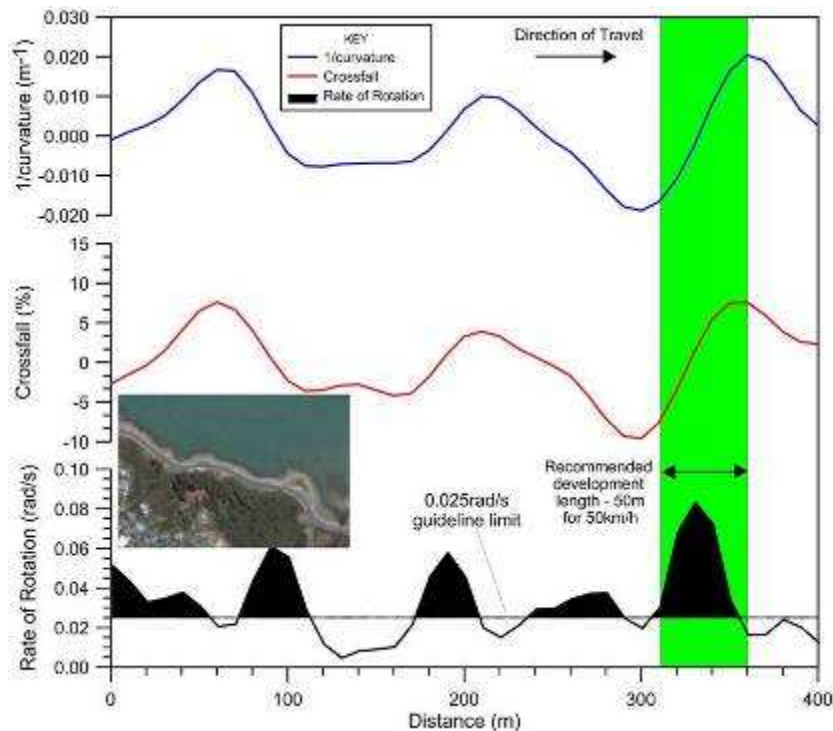 0.030
0.020
0.010
0.000
-0.010
-0.020
1/curvature (m-1)
KEY
1/curvature
Crossfall
Rate of Rotation
Direction of Travel
15
10
5
0
-5
-10
Crossfall (%)
0.10
0.08
0.06
0.04
0.02
0.00
Rate of Rotation (rad/s)
0.025rad/s
guideline limit
Recommended
development
length - 50m
for 50km/h
0
100
200
300
400
Distance (m)